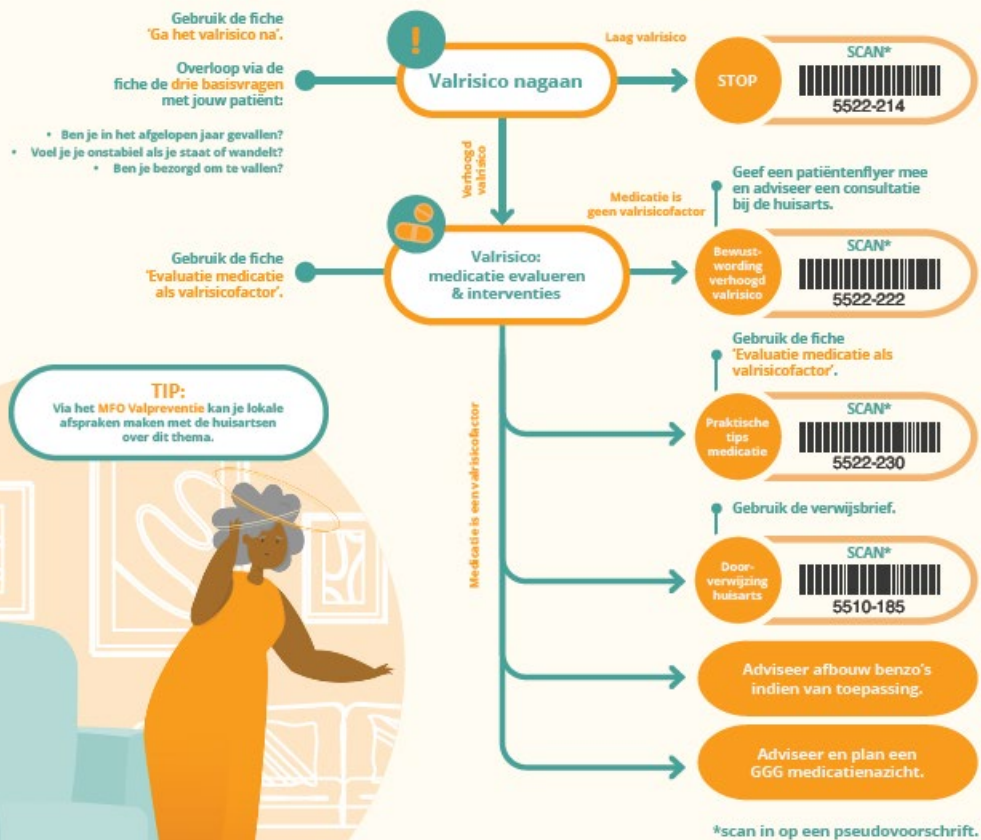 Gebruik de fiche
'Ga het valrisico na'.
Overloop via de
fiche de drie basisvragen
met jouw patiënt:
• Ben je in het afgelopen jaar gevallen?
• Voel je je onstabiel als je staat of wandelt?
• Ben je bezorgd om te vallen?
!
Valrisico nagaan
Laag valrisico
STOP
SCAN*
5522-214
Verhoogd
valrisico
Gebruik de fiche
'Evaluatie medicatie
als valrisicofactor'.
Valrisico:
medicatie evalueren
& interventies
Medicatie is
geen valrisicofactor
Geef een patiëntenflyer mee
en adviseer een consultatie
bij de huisarts.
Bewust-
wording
verhoogd
valrisico
SCAN*
5522-222
Medicatie is een valrisicofactor
Gebruik de fiche
'Evaluatie medicatie als
valrisicofactor'.
Praktische
tips
medicatie
SCAN*
5522-230
Gebruik de verwijsbrief.
Door-
verwijzing
huisarts
SCAN*
5510-185
Adviseer afbouw benzo's
indien van toepassing.
Adviseer en plan een
GGG medicatienazicht.
TIP:
Via het MFO Valpreventie kan je lokale
afspraken maken met de huisartsen
over dit thema.
*scan in op een pseudovoorschrift.